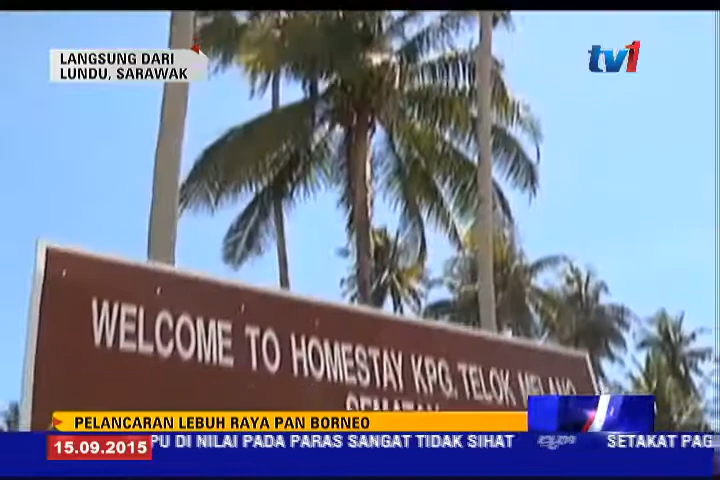 LANGSUNG DARI
LUNDU, SARAWAK
tv1
WELCOME TO HOMESTAY KPG. TELOK MELANO
SEMATAN
PELANCARAN LEBUH RAYA PAN BORNEO
15.09.2015 PU DI NILAI PADA PARAS SANGAT TIDAK SIHAT SETAKAT PAG